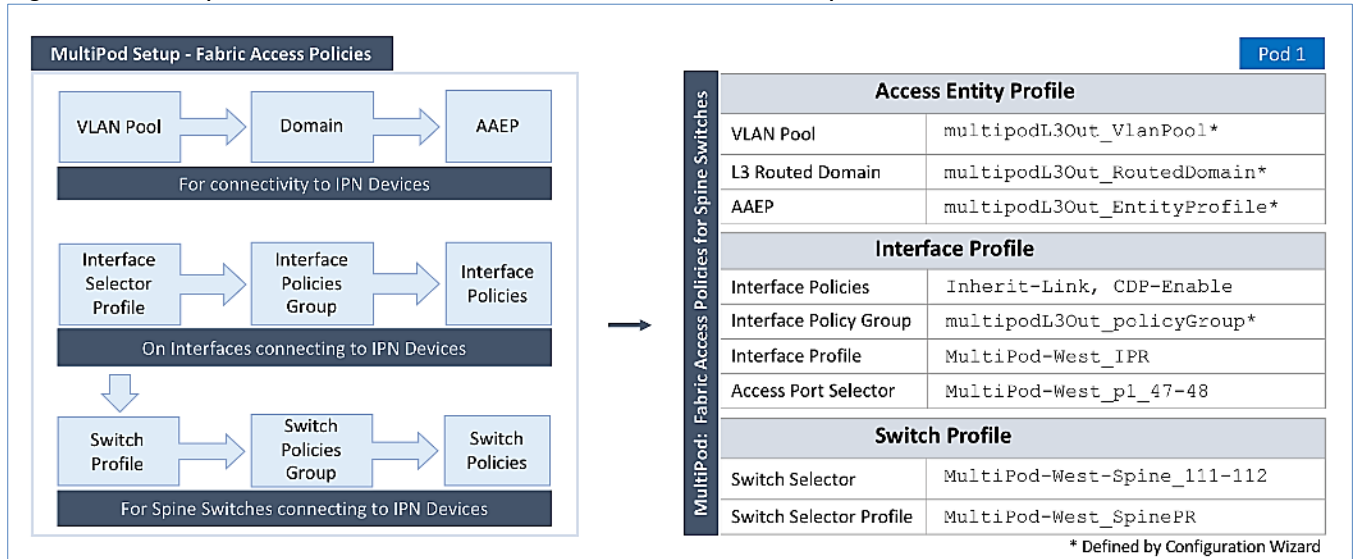 MultiPod Setup - Fabric Access Policies
VLAN Pool
Domain
AAEP
For connectivity to IPN Devices
Interface
Selector
Profile
Interface
Policies
Group
Interface
Policies
On Interfaces connecting to IPN Devices
Switch
Profile
Switch
Policies
Group
Switch
Policies
For Spine Switches connecting to IPN Devices
Pod 1
MultiPod: Fabric Access Policies for Spine Switches
Access Entity Profile
VLAN Pool multipodL3Out_VlanPool*
L3 Routed Domain multipodL3Out_RoutedDomain*
AAEP multipodL3Out_EntityProfile*
Interface Profile
Interface Policies Inherit-Link, CDP-Enable
Interface Policy Group multipodL3Out_policyGroup*
Interface Profile MultiPod-West_IPR
Access Port Selector MultiPod-West_p1_47-48
Switch Profile
Switch Selector MultiPod-West-Spine_111-112
Switch Selector Profile MultiPod-West_SpinePR
* Defined by Configuration Wizard